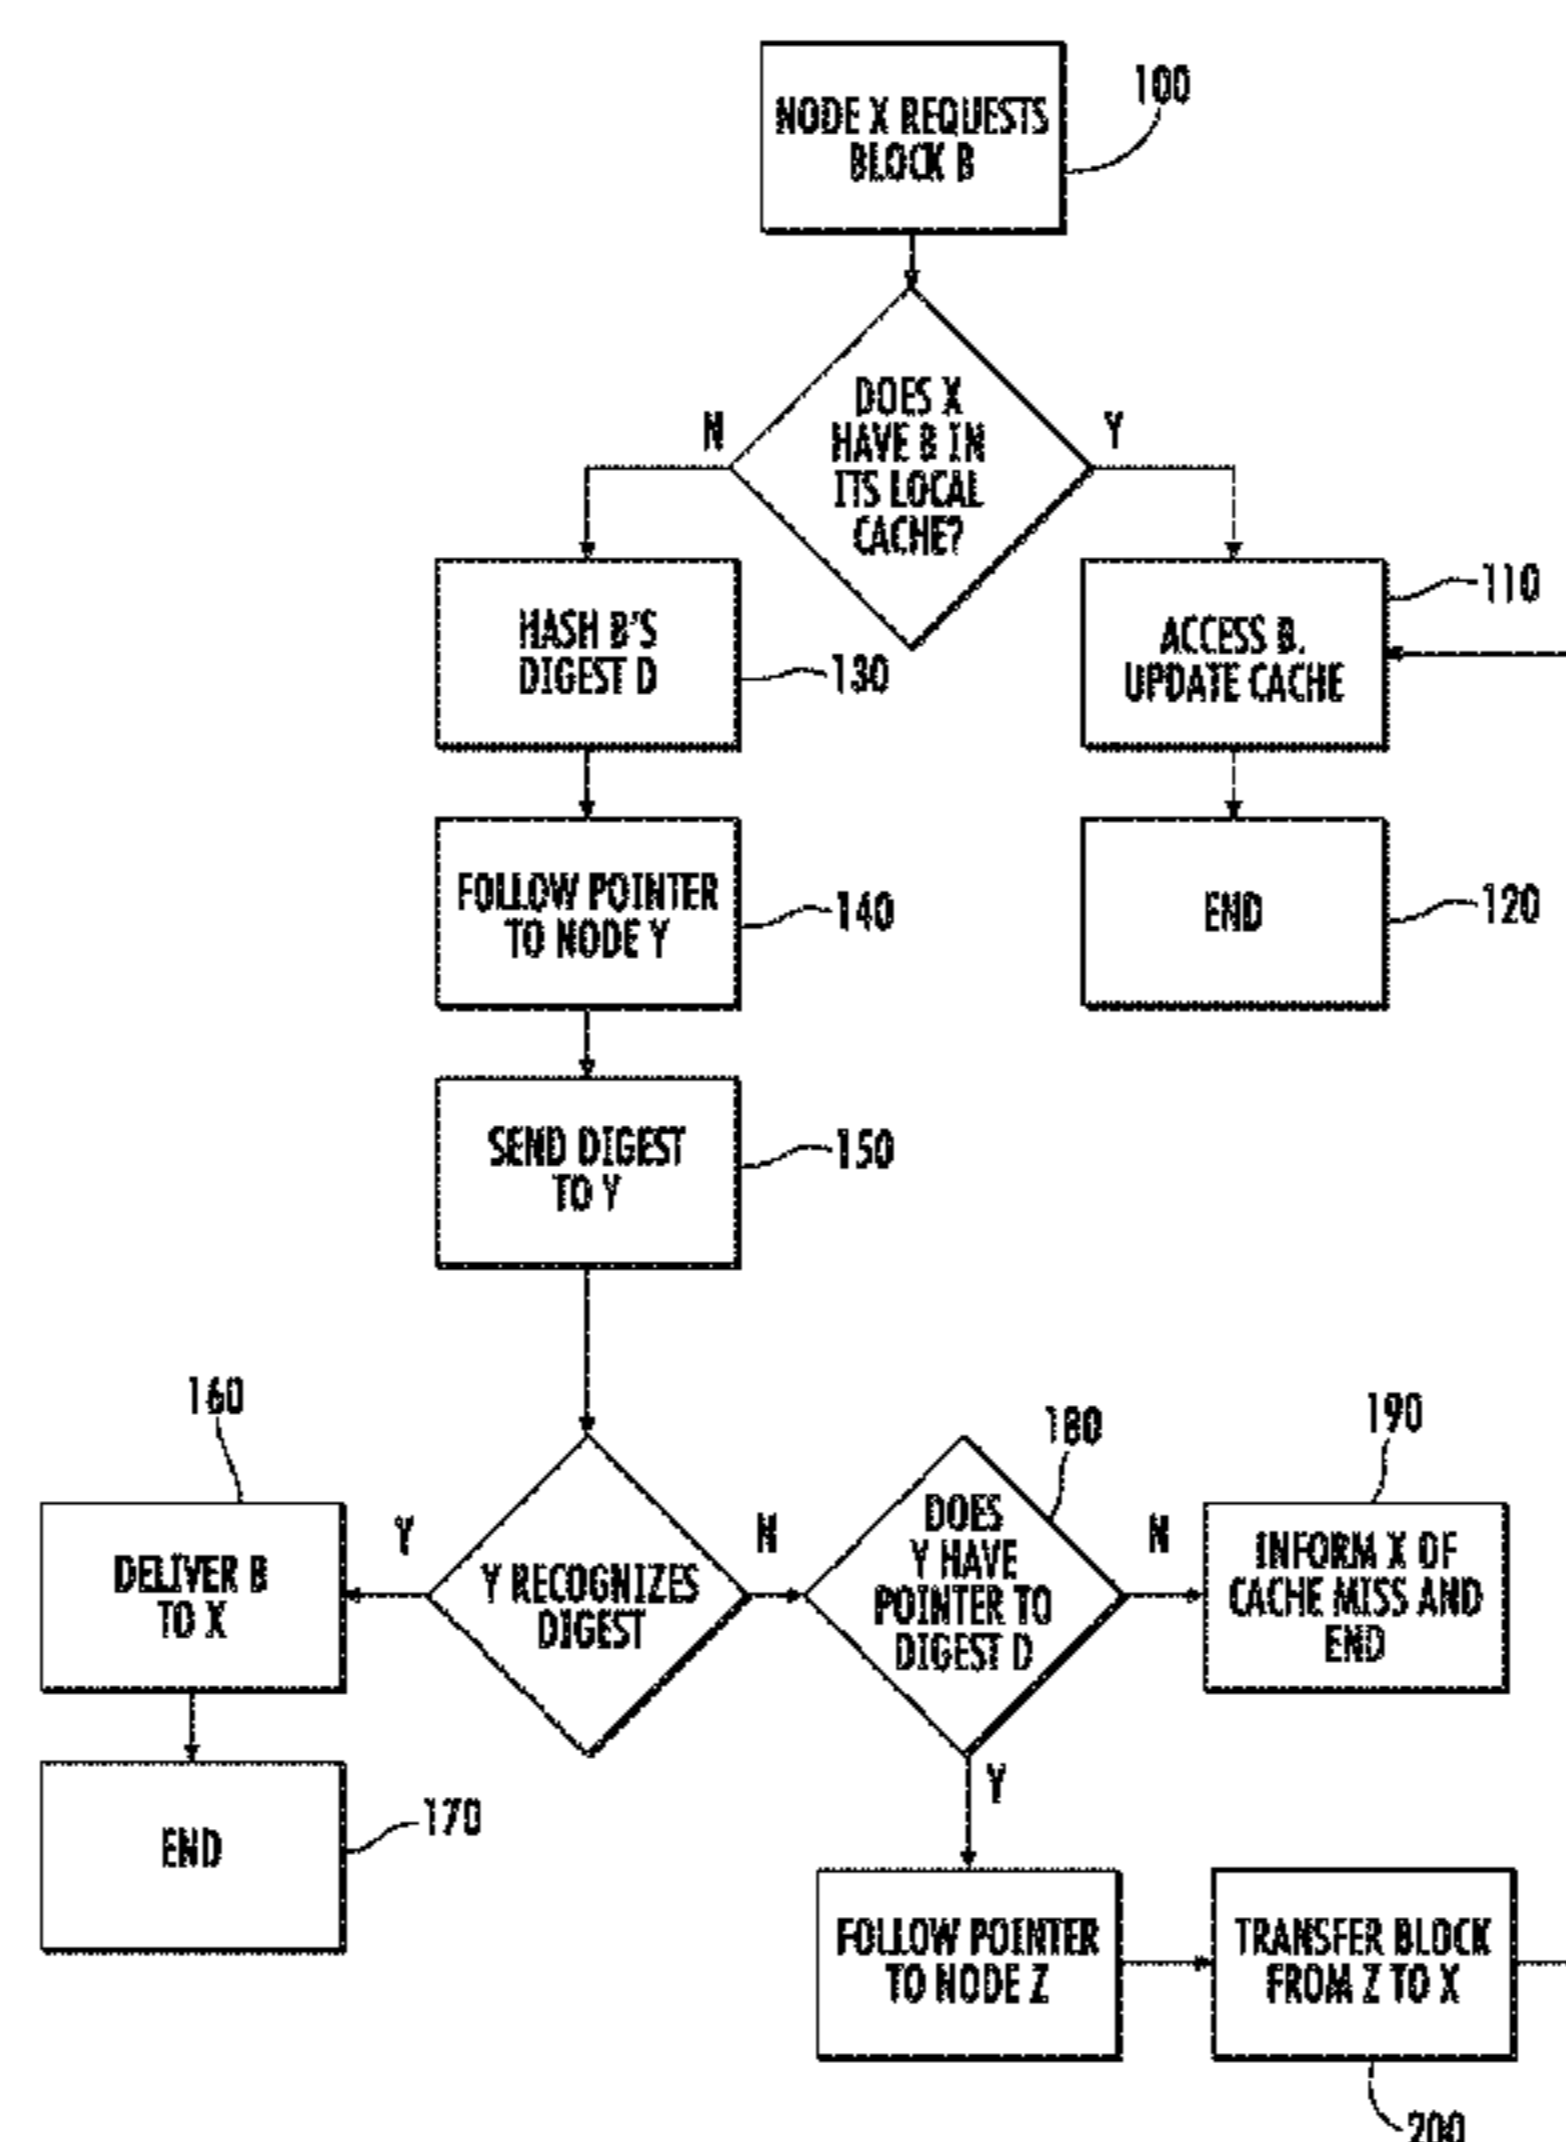 NODE X REQUESTS
BLOCK B
100
DOES X
HAVE B IN
ITS LOCAL
CACHE?
N
Y
HASH B'S
DIGEST D
130
ACCESS B.
UPDATE CACHE
110
FOLLOW POINTER
TO NODE Y
140
END
120
SEND DIGEST
TO Y
150
160
DELIVER B
TO X
Y
Y RECOGNIZES
DIGEST
N
180
DOES
Y HAVE
POINTER TO
DIGEST D
N
190
INFORM X OF
CACHE MISS AND
END
END
170
Y
FOLLOW POINTER
TO NODE Z
TRANSFER BLOCK
FROM Z TO X
200